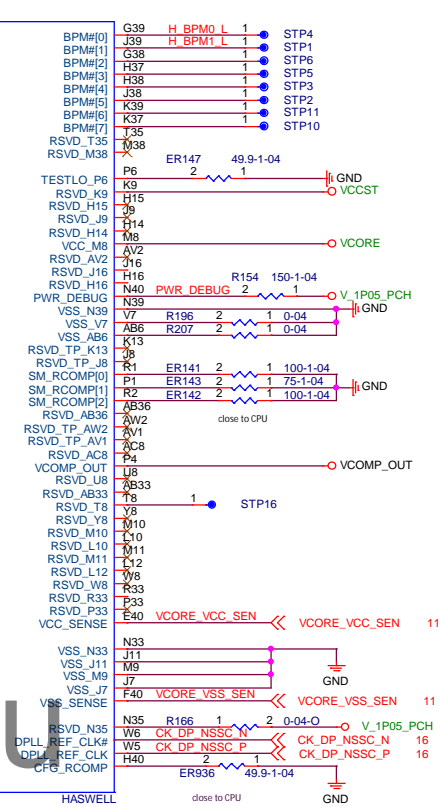 BPM#[0] G39 H_BPM0_L 1 STP4
BPM#[1] J39 H_BPM1_L 1 STP1
BPM#[2] G38 1 STP6
BPM#[3] H37 1 STP5
BPM#[4] H38 1 STP3
BPM#[5] J38 1 STP2
BPM#[6] K39 1 STP11
BPM#[7] K37 1 STP10
RSVD_T35 T35
RSVD_M38 M38
ER147 49.9-1-04
TESTLO_P6 P6 2 1 GND
RSVD_K9 K9 VCCST
RSVD_H15 H15
RSVD_J9 J9
RSVD_H14 H14
VCC_M8 M8 VCORE
RSVD_AV2 AV2
RSVD_J16 J16
RSVD_H16 H16 R154 150-1-04
PWR_DEBUG N40 PWR_DEBUG 2 1 V_1P05_PCH
VSS_N39 N39 GND
VSS_V7 V7 R196 2 1 0-04
VSS_AB6 AB6 R207 2 1 0-04
RSVD_TP_K13 K13
RSVD_TP_J8 J8
SM_RCOMP[0] R1 ER141 2 1 100-1-04
SM_RCOMP[1] P1 ER143 2 1 75-1-04 GND
SM_RCOMP[2] R2 ER142 2 1 100-1-04
RSVD_AB36 AB36 close to CPU
RSVD_TP_AW2 AW2
RSVD_TP_AV1 AV1
RSVD_AC8 AC8
VCOMP_OUT P4 VCOMP_OUT
RSVD_U8 U8
RSVD_AB33 AB33
RSVD_T8 T8 1 STP16
RSVD_Y8 Y8
RSVD_M10 M10
RSVD_L10 L10
RSVD_M11 M11
RSVD_L12 L12
RSVD_W8 W8
RSVD_R33 R33
RSVD_P33 P33
VCC_SENSE E40 VCORE_VCC_SEN VCORE_VCC_SEN 11
VSS_N33 N33
VSS_J11 J11
VSS_M9 M9
VSS_J7 J7 GND
VSS_SENSE F40 VCORE_VSS_SEN VCORE_VSS_SEN 11
RSVD_N35 N35 R166 1 2 0-04-O V_1P05_PCH
DPLL_REF_CLK# W6 CK_DP_NSSC_N CK_DP_NSSC_N 16
DPLL_REF_CLK W5 CK_DP_NSSC_P CK_DP_NSSC_P 16
CFG_RCOMP H40 2 1
ER936 49.9-1-04
HASWELL close to CPU GND
u